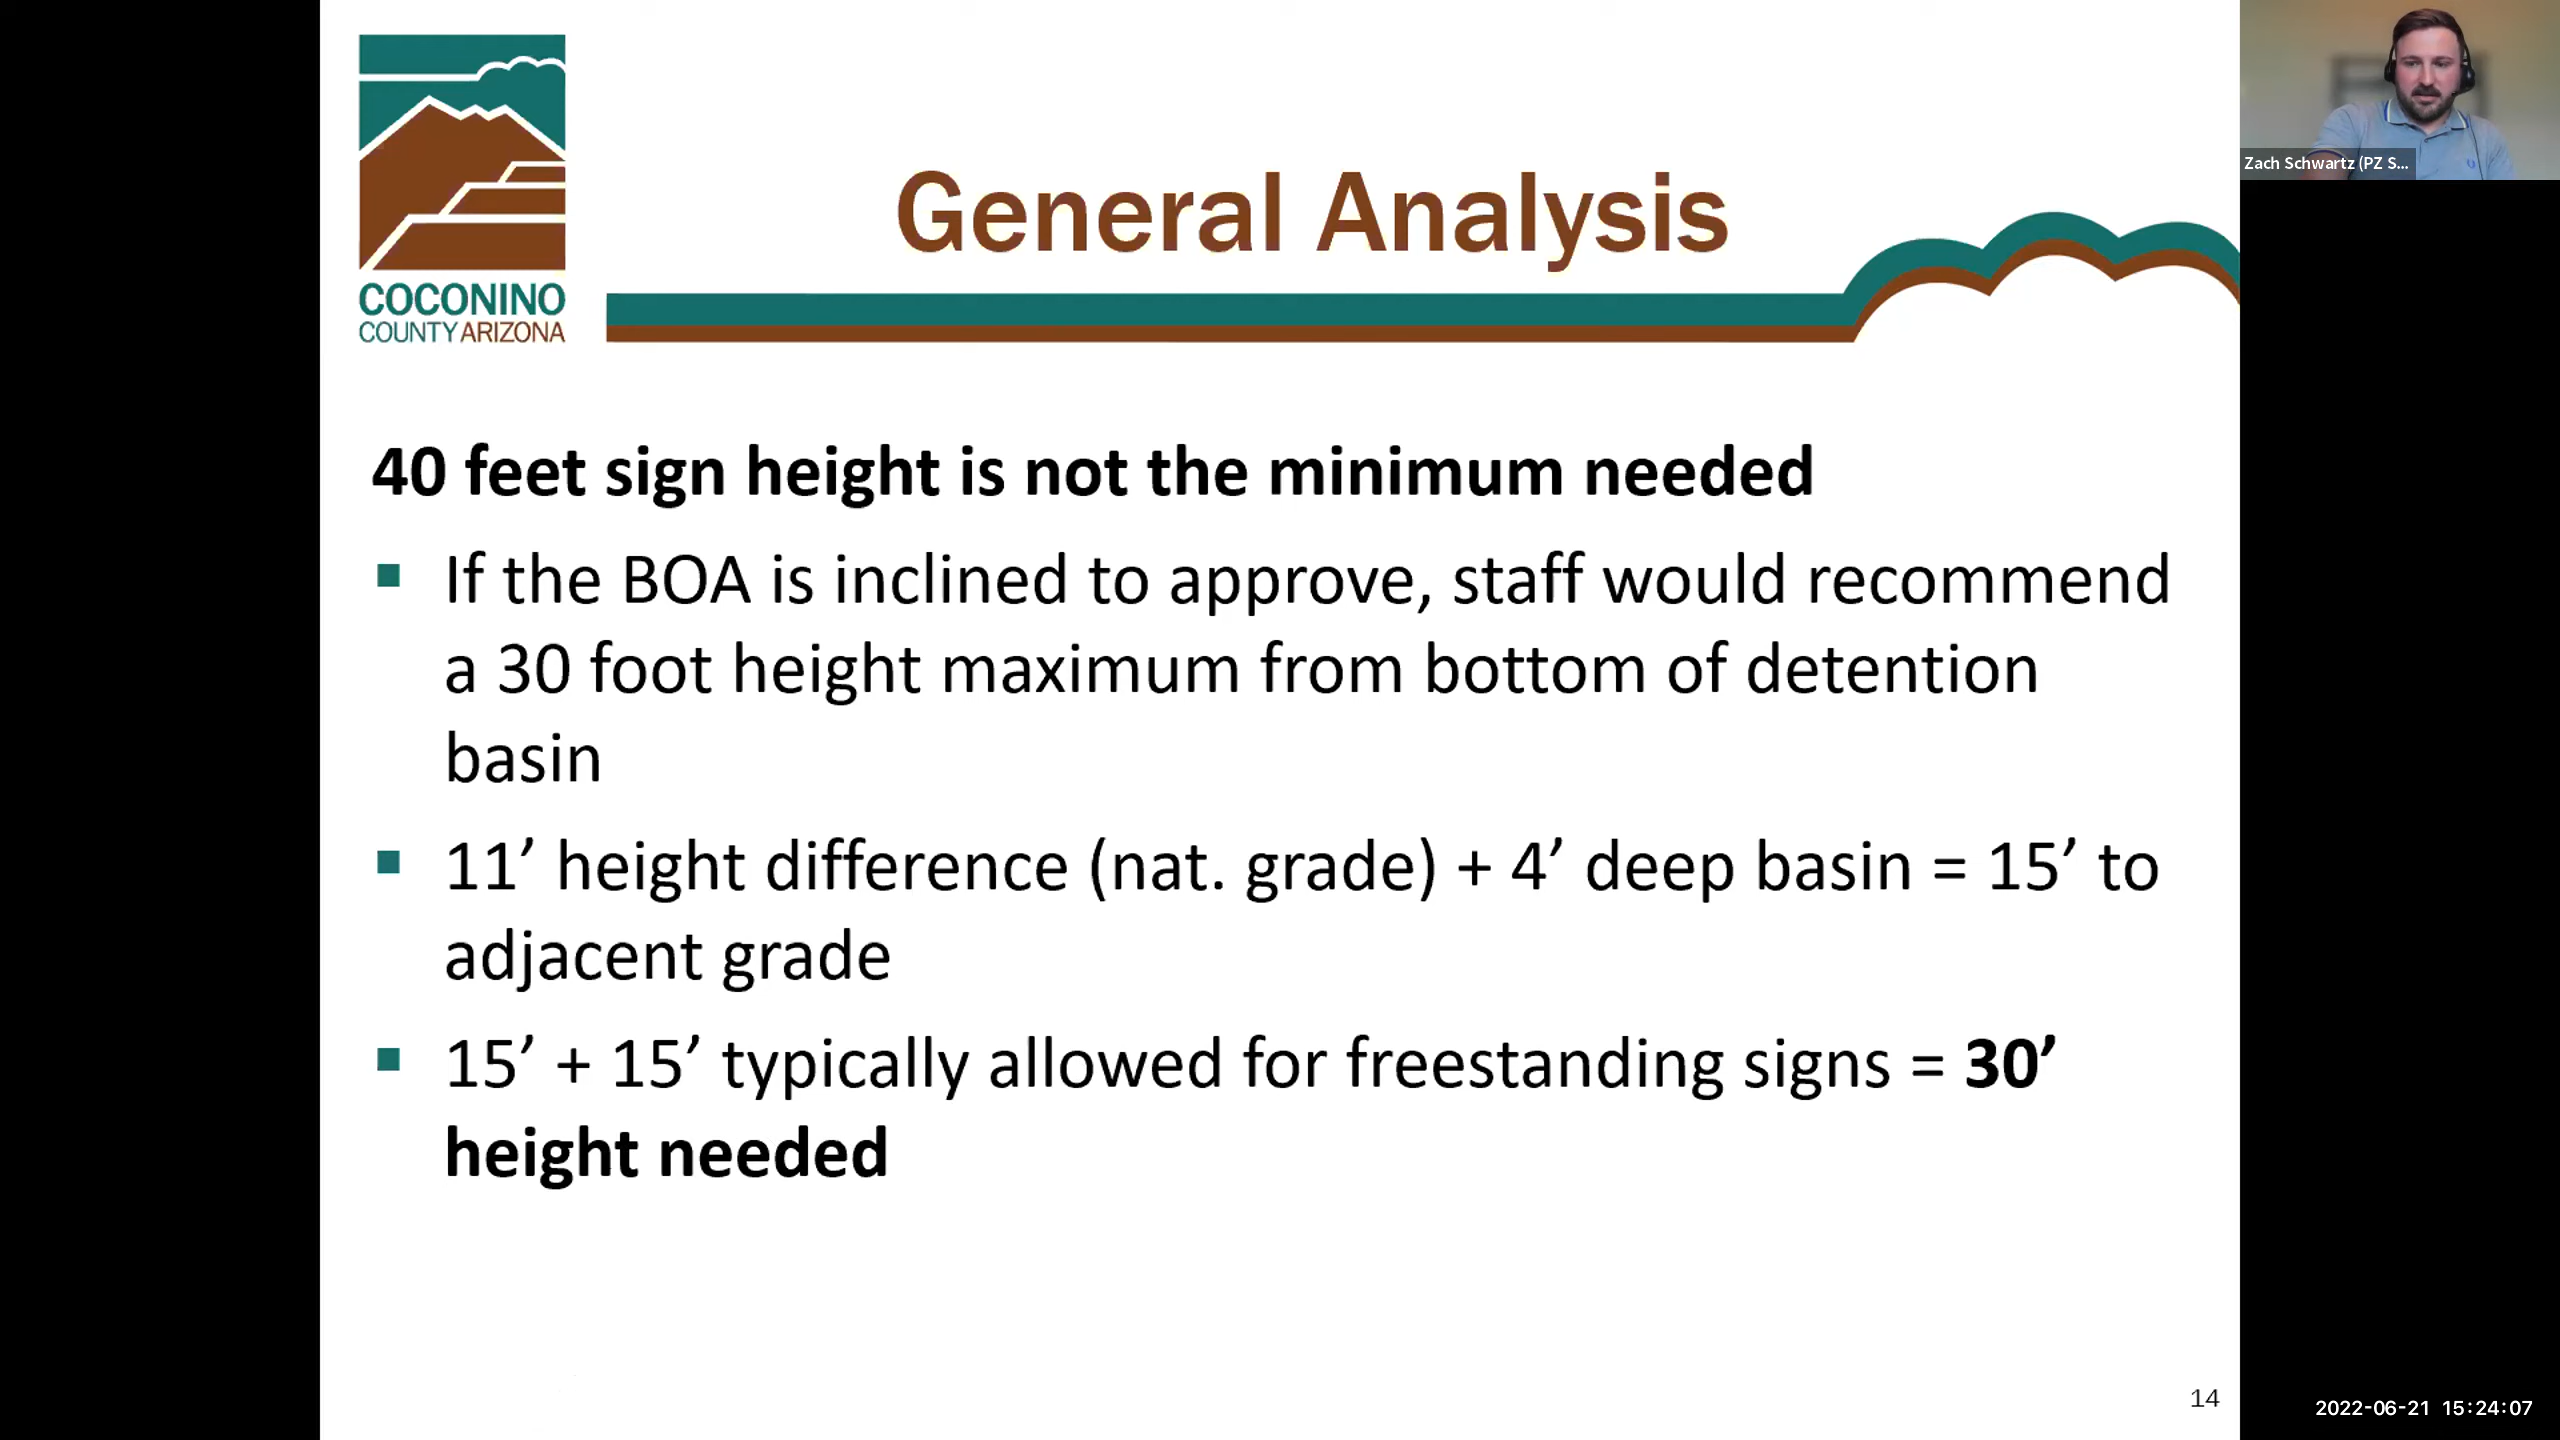 COCONINO
COUNTY ARIZONA
General Analysis
Zach Schwartz (PZ S...
40 feet sign height is not the minimum needed
▪ If the BOA is inclined to approve, staff would recommend
a 30 foot height maximum from bottom of detention
basin
▪ 11’ height difference (nat. grade) + 4’ deep basin = 15’ to
adjacent grade
▪ 15’ + 15’ typically allowed for freestanding signs = 30’
height needed
14
2022-06-21 15:24:07